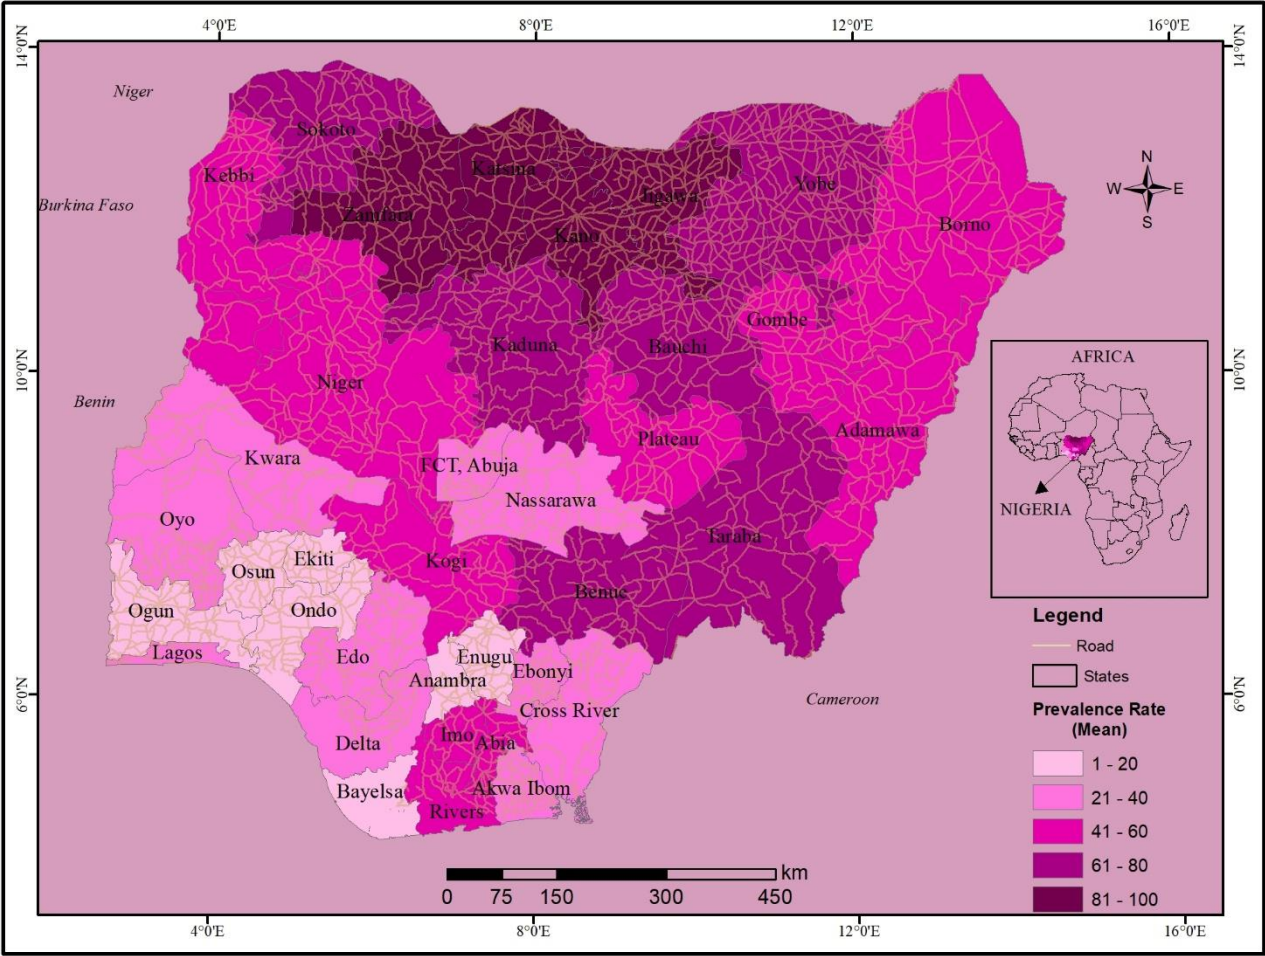 4°0'E 8°0'E 12°0'E 16°0'E
14°0'N 14°0'N
Niger
Sokoto
N
Katsina
Kebbi
Yobe
W E
Jigawa
Burkina Faso
Zamfara
S
Borno
Kano
Gombe
Kaduna
Bauchi
AFRICA
10°0'N 10°0'N
Niger
Benin
Adamawa
Plateau
Kwara
FCT, Abuja
Nassarawa
NIGERIA
Oyo
Taraba
Ekiti
Kogi
Osun
Benue
Ogun
Ondo
Legend
Road
Lagos
Edo
Enugu
Ebonyi
Anambra
States
6°0'N 6°0'N
Cameroon
Cross River
Prevalence Rate
(Mean)
Imo
Abia
Delta
1 - 20
Bayelsa
Akwa Ibom
21 - 40
Rivers
41 - 60
61 - 80
km
0 75 150 300 450
81 - 100
4°0'E 8°0'E 12°0'E 16°0'E